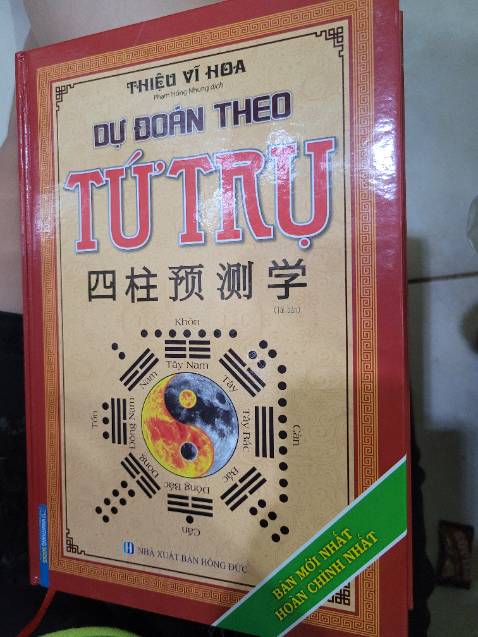 THIỆU VĨ HOA
Phạm Hồng Nhung dịch
DỰ ĐOÁN THEO
TỨ TRỤ
四柱预测学
(Tái bản)
Khôn
Tây Nam
Nam
Tây
Tốn
Đông Nam
Tây Bắc
Càn
Đông
Bắc
Đông Bắc
Cấn
NHÀ XUẤT BẢN HỒNG ĐỨC
BẢN MỚI NHẤT
HOÀN CHỈNH NHẤT